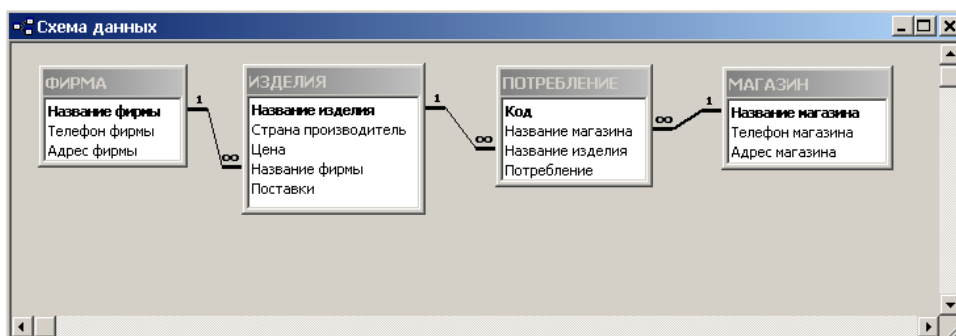 Схема данных
ФИРМА
Название фирмы
Телефон фирмы
Адрес фирмы
1
∞
ИЗДЕЛИЯ
Название изделия
Страна производитель
Цена
Название фирмы
Поставки
1
∞
ПОТРЕБЛЕНИЕ
Код
Название магазина
Название изделия
Потребление
∞
1
МАГАЗИН
Название магазина
Телефон магазина
Адрес магазина